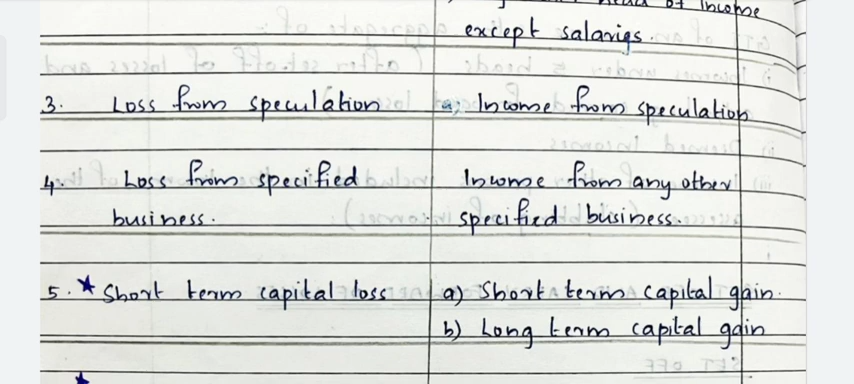 of Income
except salaries.
3. Loss from speculation a) Income from speculation
4. Loss from specified Income from any other
business. specified business.
5. ★ Short term capital loss a) Short term capital gain.
b) Long term capital gain